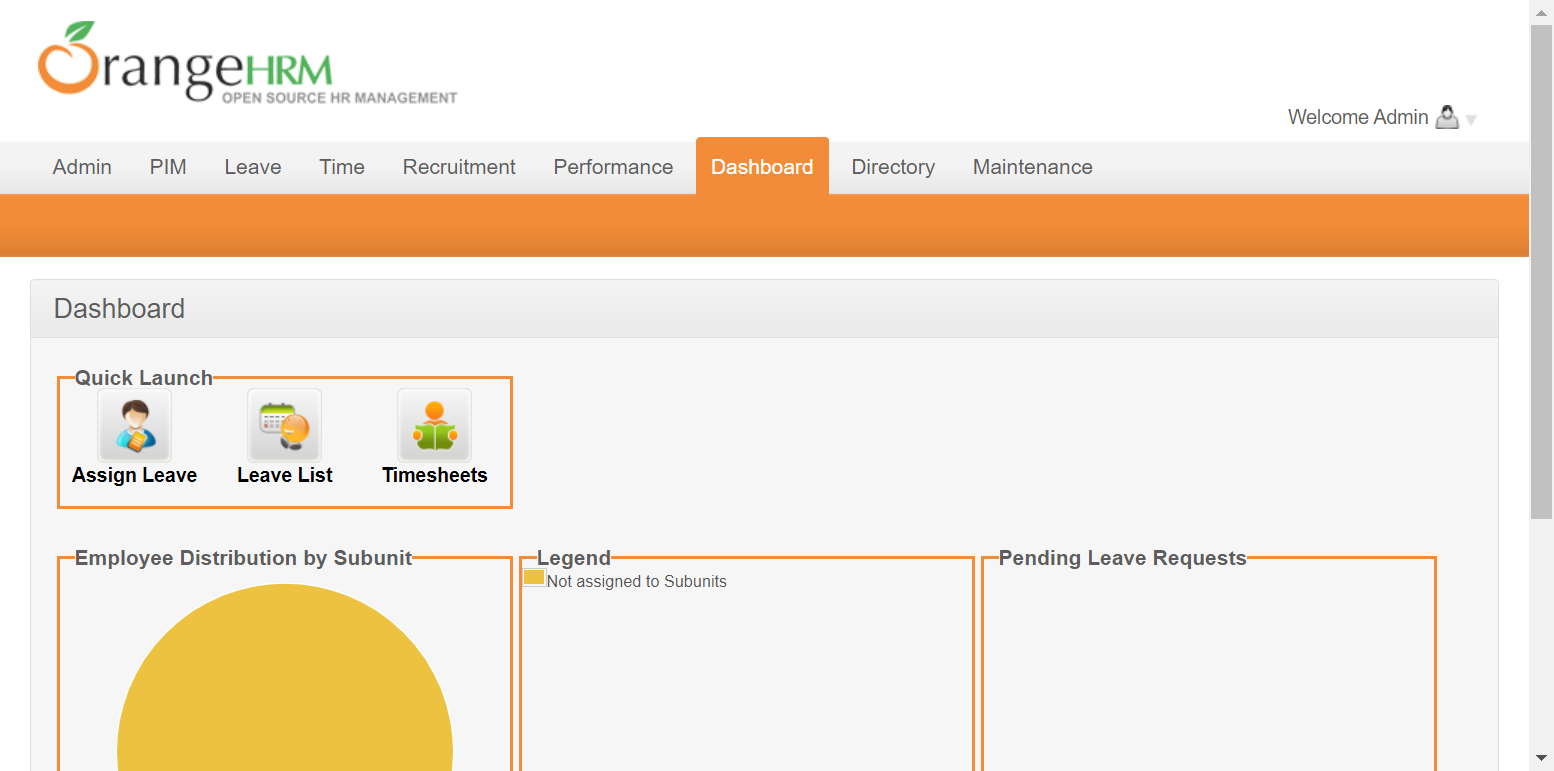 OrangeHRM
OPEN SOURCE HR MANAGEMENT
Welcome Admin
Admin PIM Leave Time Recruitment Performance Dashboard Directory Maintenance
Dashboard
Quick Launch
Assign Leave Leave List Timesheets
Employee Distribution by Subunit Legend Pending Leave Requests
Not assigned to Subunits